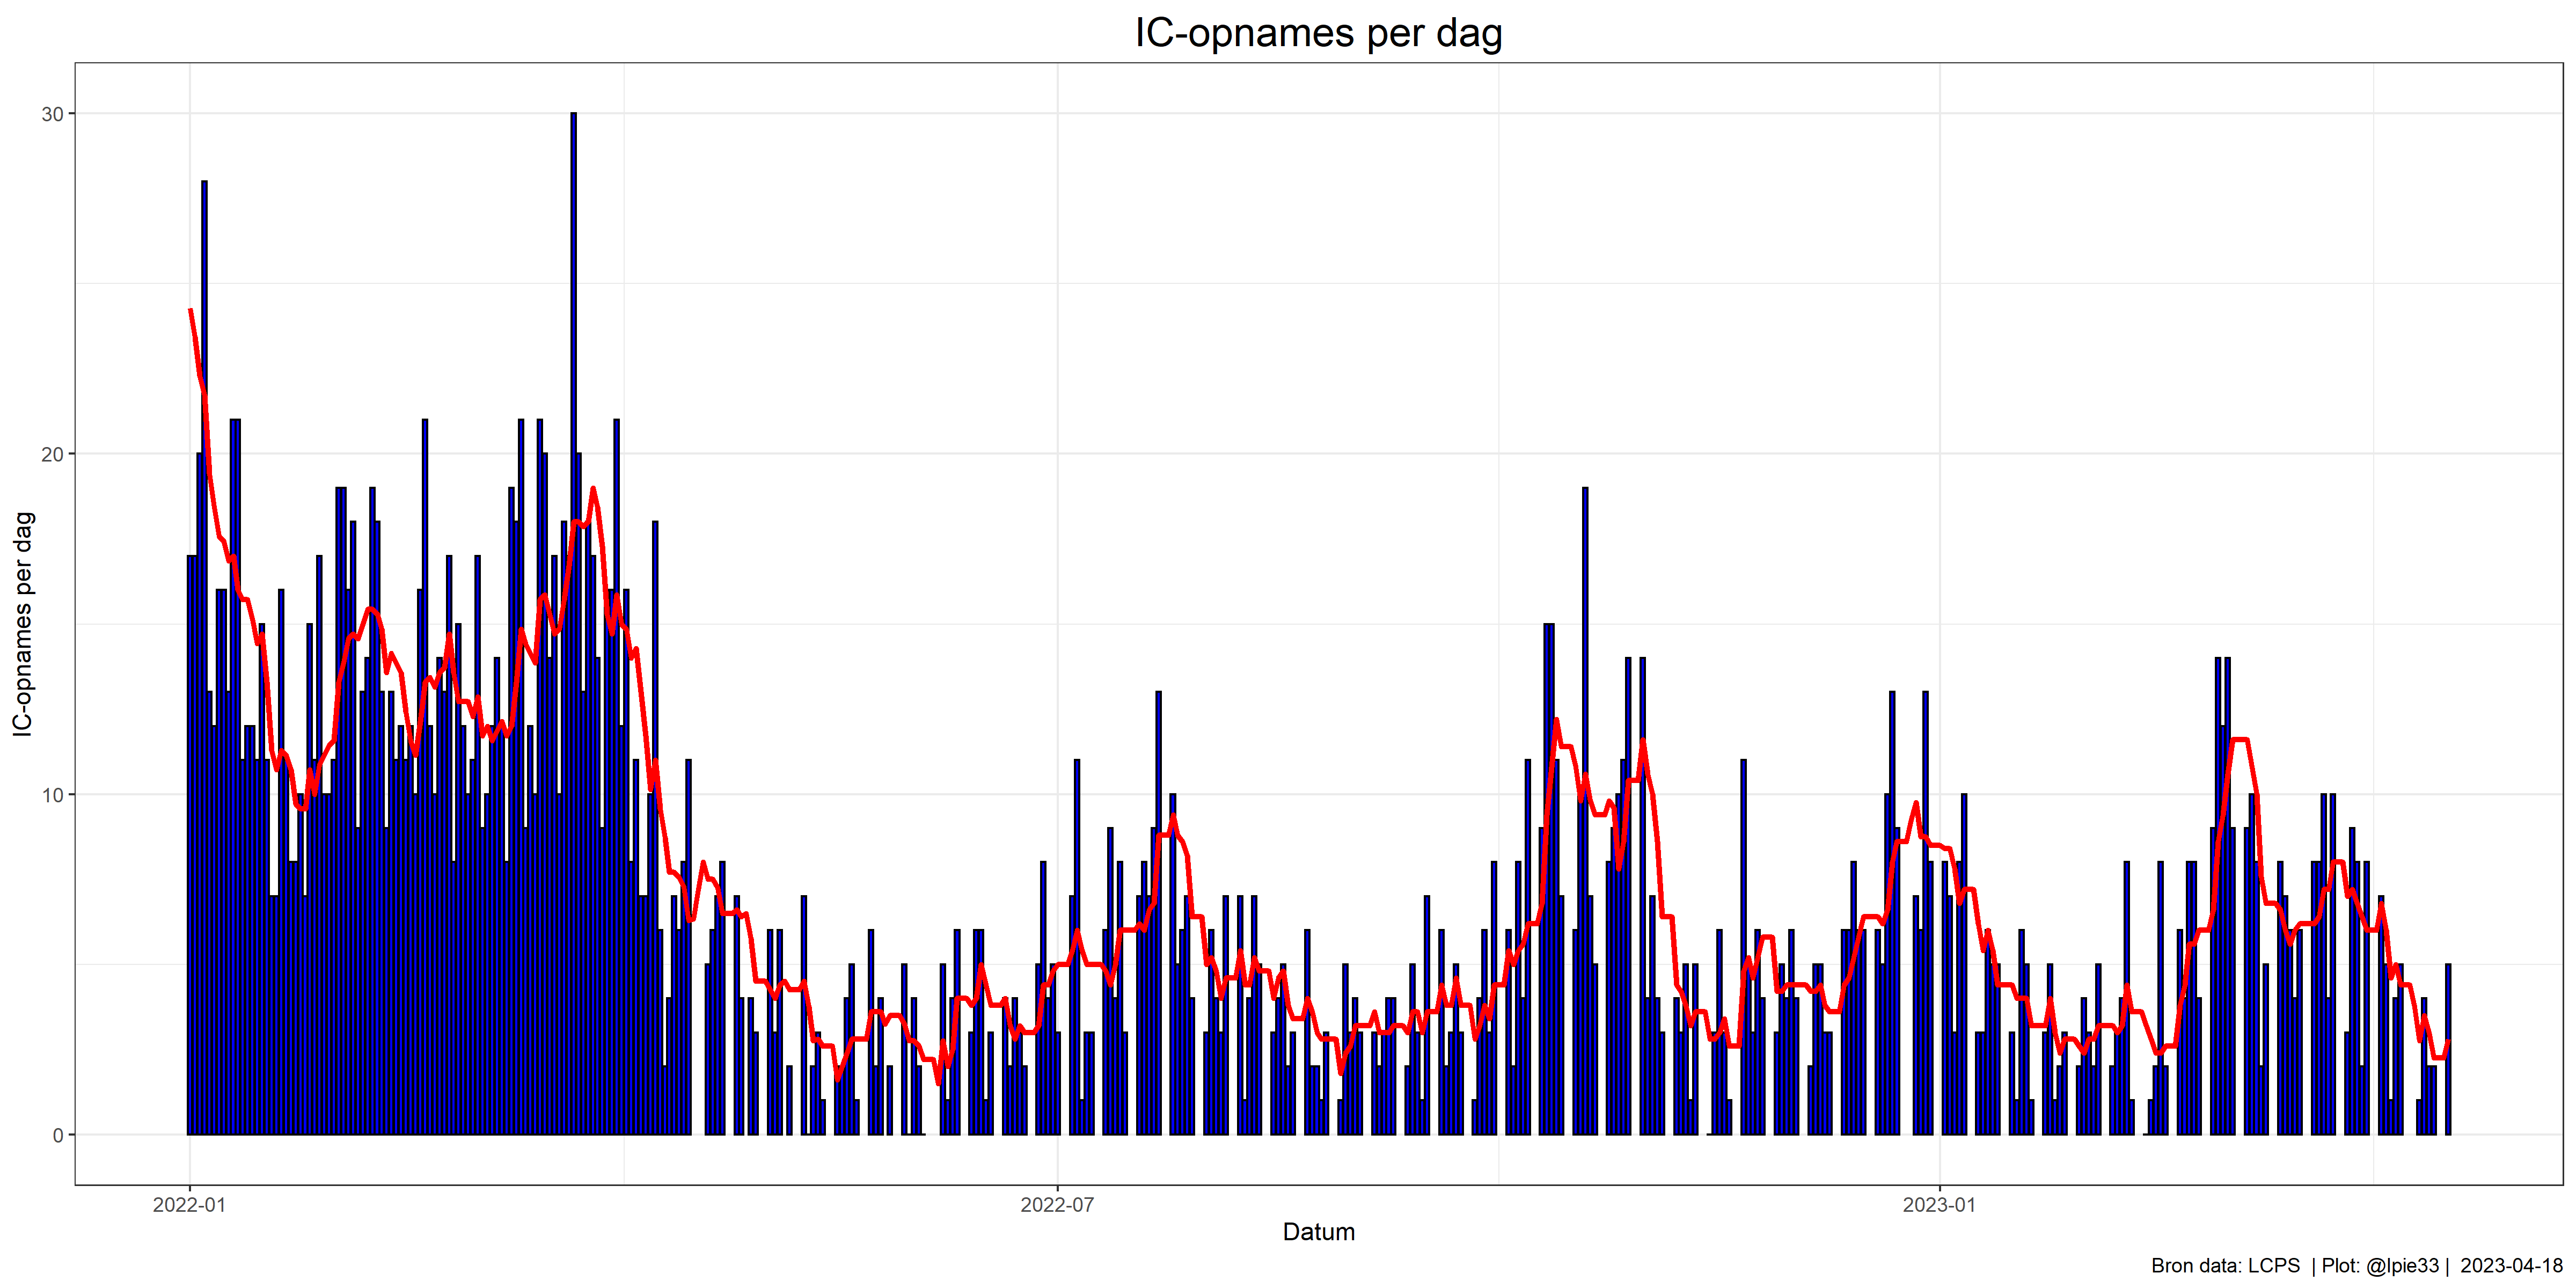 IC-opnames per dag
IC-opnames per dag
30
20
10
0
2022-01
2022-07
2023-01
Datum
Bron data: LCPS | Plot: @lpie33 | 2023-04-18